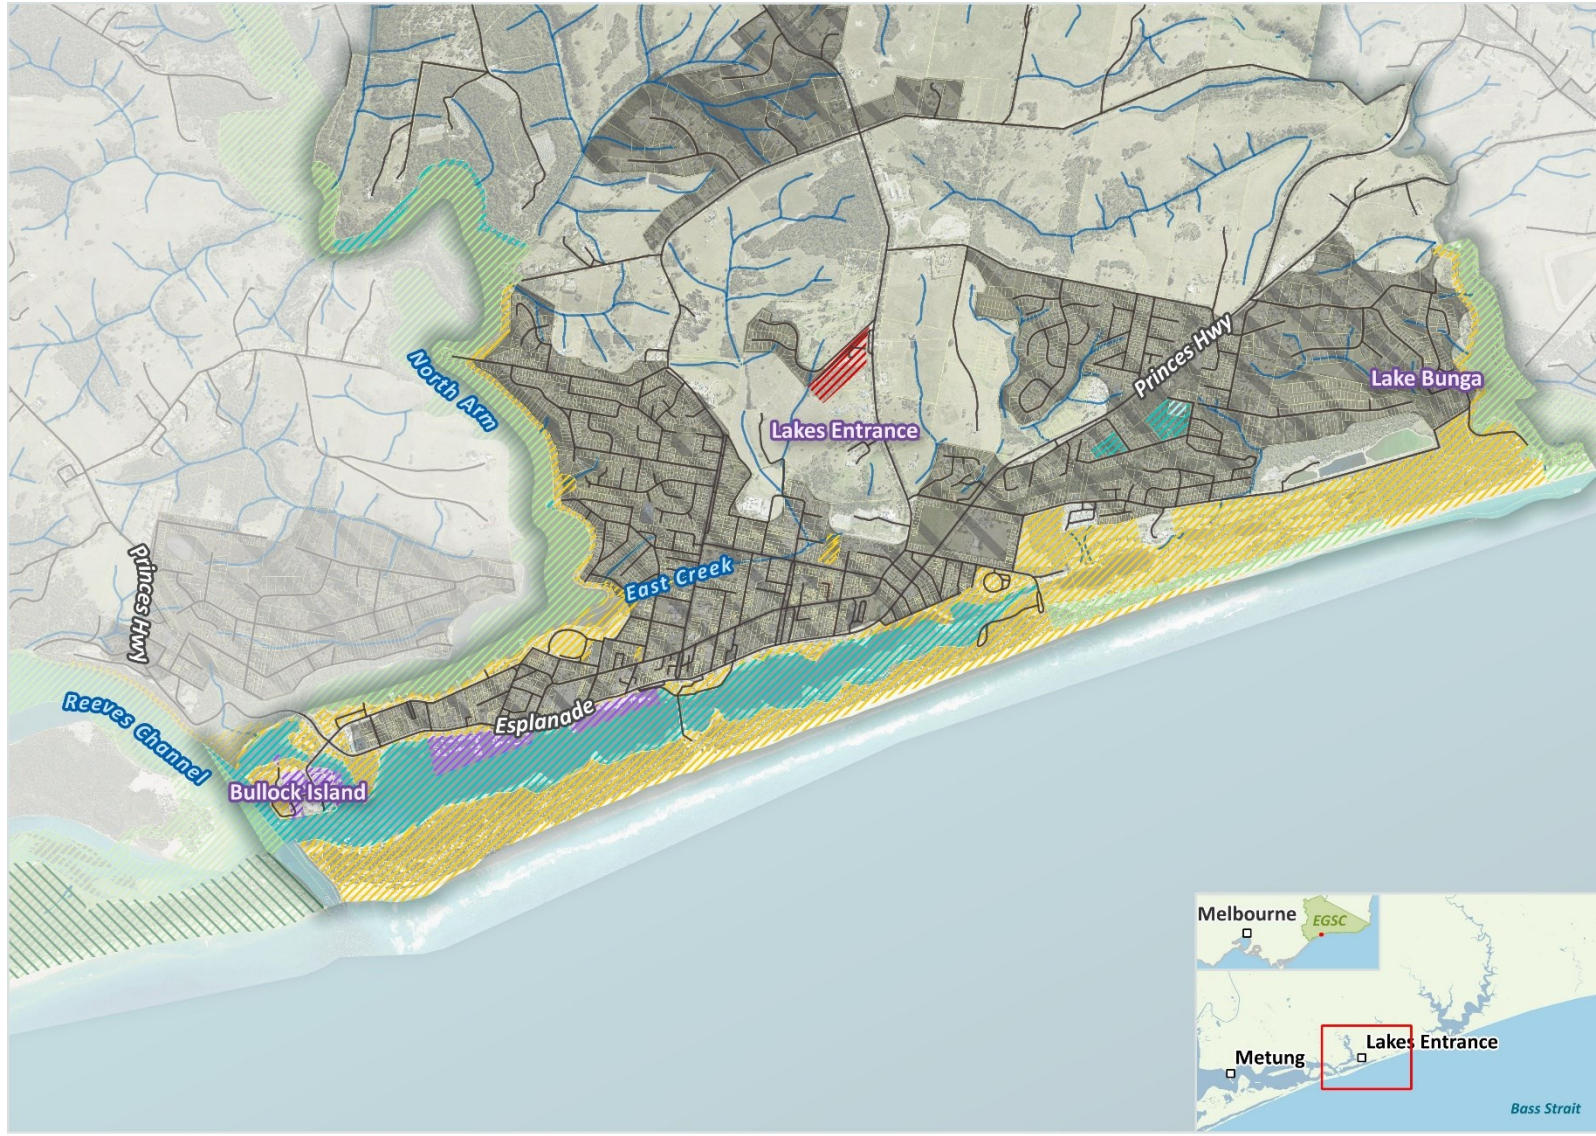 Princes Hwy
Lake Bunga
North Arm
Lakes Entrance
Princes Hwy
East Creek
Reeves Channel
Esplanade
Bullock Island
Melbourne
EGSC
Lakes Entrance
Metung
Bass Strait